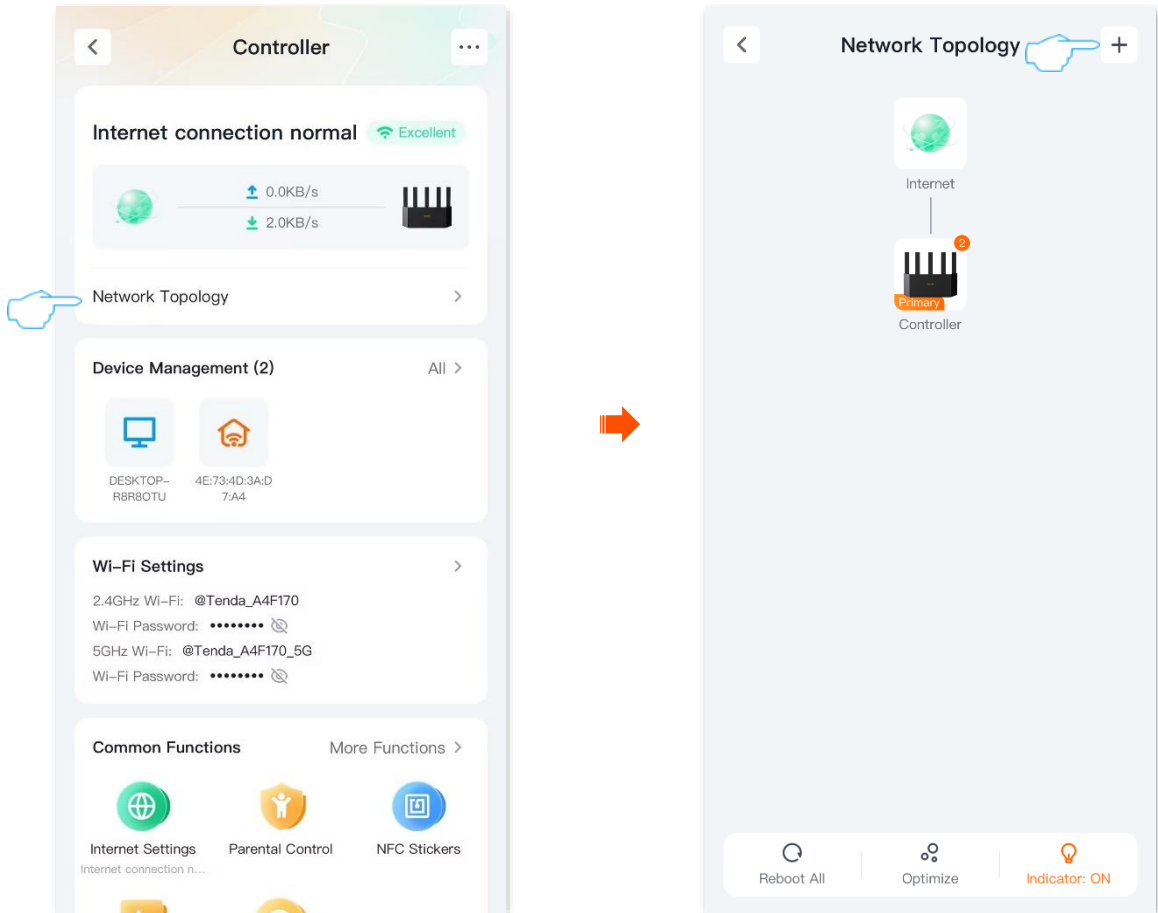 Controller
Internet connection normal
Excellent
0.0KB/s
2.0KB/s
Network Topology
Device Management (2)
All
DESKTOP-
R8R8OTU
4E:73:4D:3A:D
7:A4
Wi-Fi Settings
2.4GHz Wi-Fi: @Tenda_A4F170
Wi-Fi Password: ••••••••
5GHz Wi-Fi: @Tenda_A4F170_5G
Wi-Fi Password: ••••••••
Common Functions
More Functions
Internet Settings
Internet connection n...
Parental Control
NFC Stickers
Network Topology
Internet
2
Primary
Controller
Reboot All
Optimize
Indicator: ON